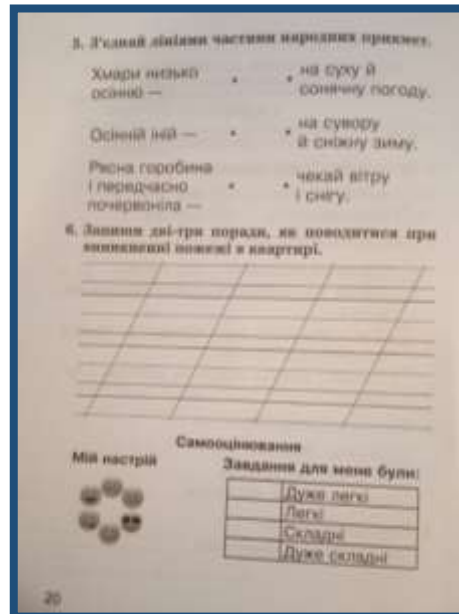 5. З'єднай лініями частини народних прикмет.
Хмари низько
осінню —
• • на суху й
сонячну погоду.
Осінній іній — • • на сувору
й сніжну зиму.
Рясна горобина
і передчасно
почервоніла —
• • чекай вітру
і снігу.
6. Запиши дві-три поради, як поводитися при
виникненні пожежі в квартирі.
Самооцінювання
Мій настрій
Завдання для мене були:
Дуже легкі
Легкі
Складні
Дуже складні
20